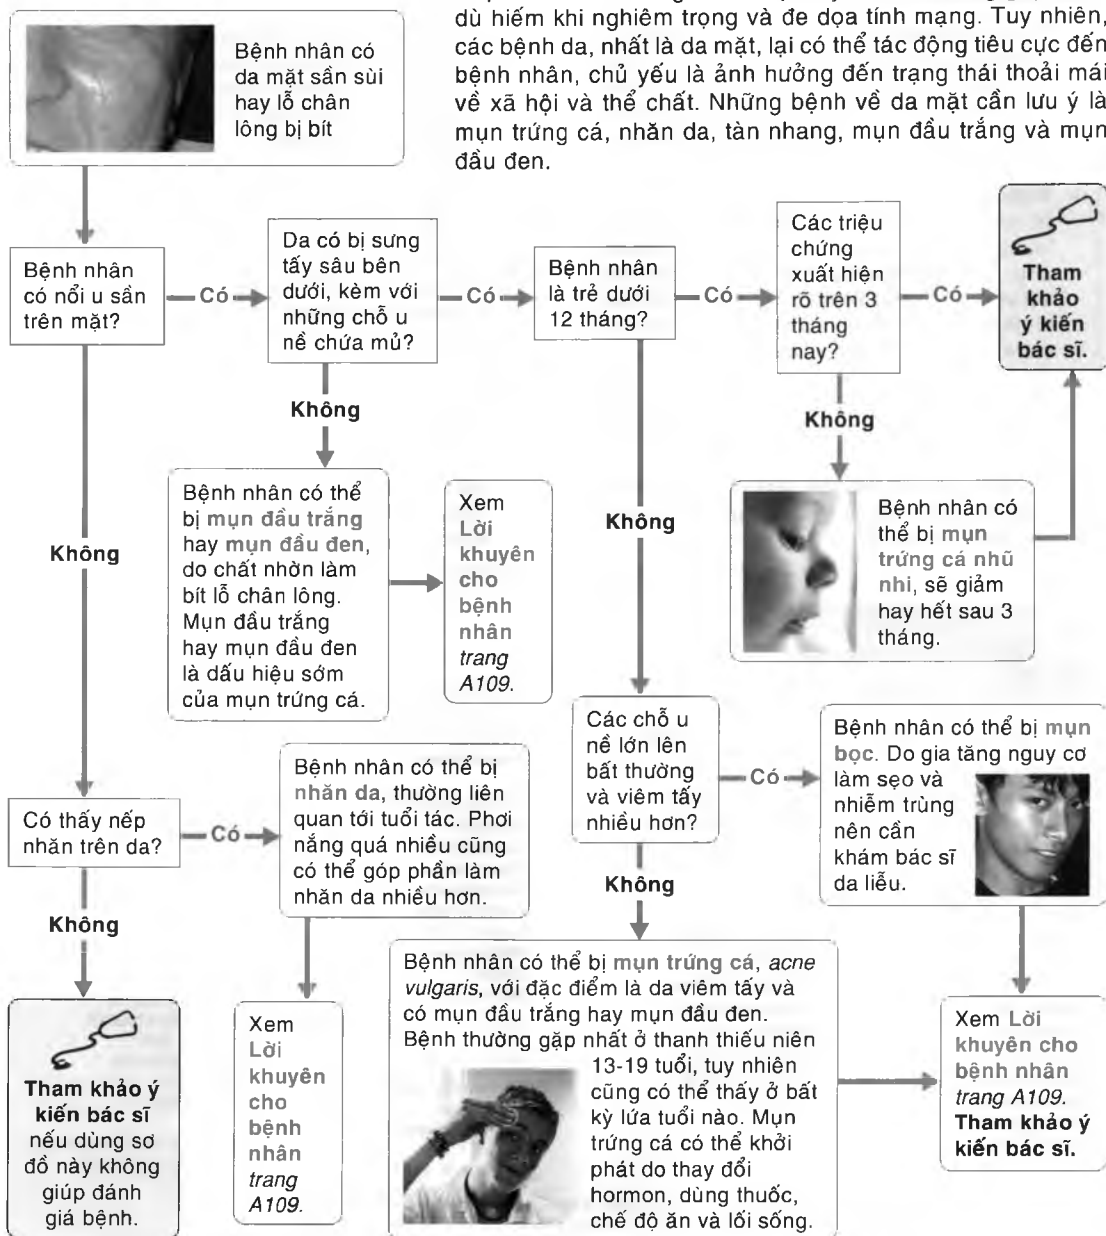 Bệnh nhân có
da mặt sần sùi
hay lỗ chân
lông bị bít
dù hiếm khi nghiêm trọng và đe dọa tính mạng. Tuy nhiên,
các bệnh da, nhất là da mặt, lại có thể tác động tiêu cực đến
bệnh nhân, chủ yếu là ảnh hưởng đến trạng thái thoải mái
về xã hội và thể chất. Những bệnh về da mặt cần lưu ý là
mụn trứng cá, nhăn da, tàn nhang, mụn đầu trắng và mụn
đầu đen.
Bệnh nhân
có nổi u sần
trên mặt?
Có
Da có bị sưng
tấy sâu bên
dưới, kèm với
những chỗ u
nề chứa mủ?
Có
Bệnh nhân
là trẻ dưới
12 tháng?
Có
Các triệu
chứng
xuất hiện
rõ trên 3
tháng
nay?
Có
Tham
khảo
ý kiến
bác sĩ.
Không
Không
Không
Không
Bệnh nhân có thể
bị mụn đầu trắng
hay mụn đầu đen,
do chất nhờn làm
bít lỗ chân lông.
Mụn đầu trắng
hay mụn đầu đen
là dấu hiệu sớm
của mụn trứng cá.
Xem
Lời
khuyên
cho
bệnh
nhân
trang
A109.
Bệnh nhân có
thể bị mụn
trứng cá nhũ
nhi, sẽ giảm
hay hết sau 3
tháng.
Có thấy nếp
nhăn trên da?
Có
Bệnh nhân có thể bị
nhăn da, thường liên
quan tới tuổi tác. Phơi
nắng quá nhiều cũng
có thể góp phần làm
nhăn da nhiều hơn.
Các chỗ u
nề lớn lên
bất thường
và viêm tấy
nhiều hơn?
Có
Bệnh nhân có thể bị mụn
bọc. Do gia tăng nguy cơ
làm sẹo và
nhiễm trùng
nên cần
khám bác sĩ
da liễu.
Không
Không
Tham khảo ý
kiến bác sĩ
nếu dùng sơ
đồ này không
giúp đánh
giá bệnh.
Xem
Lời
khuyên
cho
bệnh
nhân
trang
A109.
Bệnh nhân có thể bị mụn trứng cá, acne
vulgaris, với đặc điểm là da viêm tấy và
có mụn đầu trắng hay mụn đầu đen.
Bệnh thường gặp nhất ở thanh thiếu niên
13-19 tuổi, tuy nhiên
cũng có thể thấy ở bất
kỳ lứa tuổi nào. Mụn
trứng cá có thể khởi
phát do thay đổi
hormon, dùng thuốc,
chế độ ăn và lối sống.
Xem Lời
khuyên cho
bệnh nhân
trang A109.
Tham khảo ý
kiến bác sĩ.